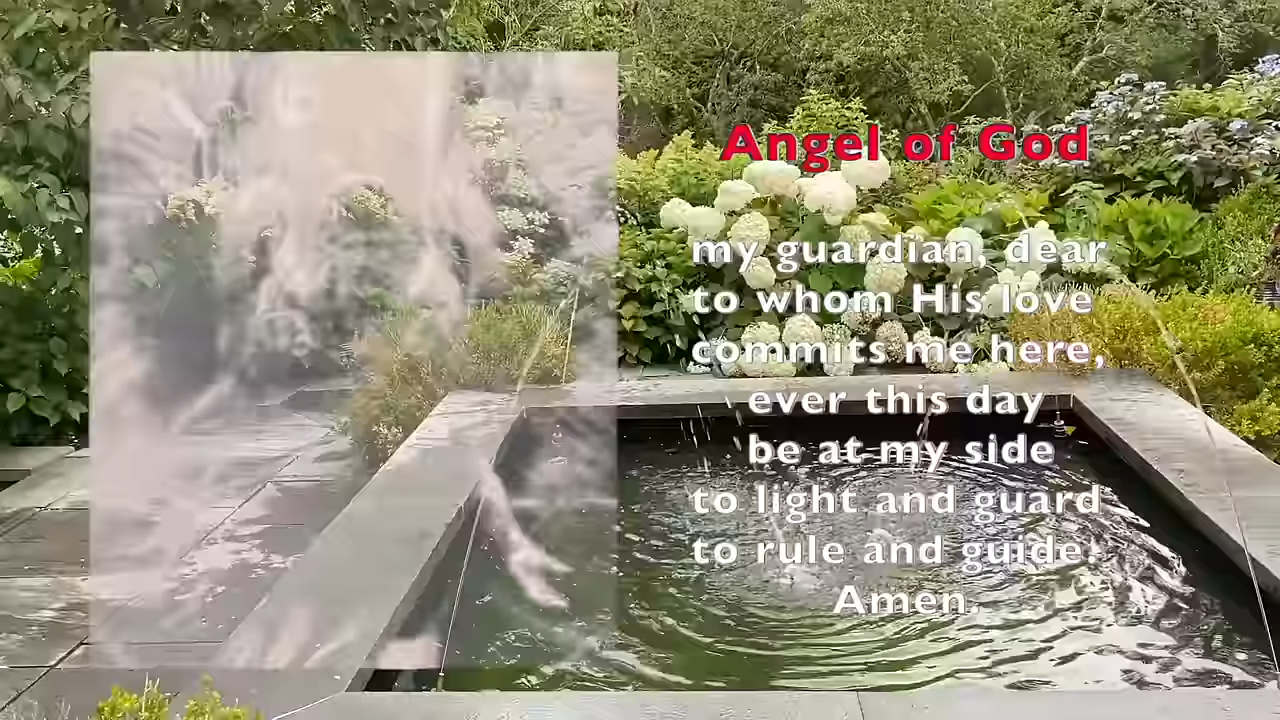 Angel of God
my guardian, dear
to whom His love
commits me here,
ever this day
be at my side
to light and guard
to rule and guide.
Amen.